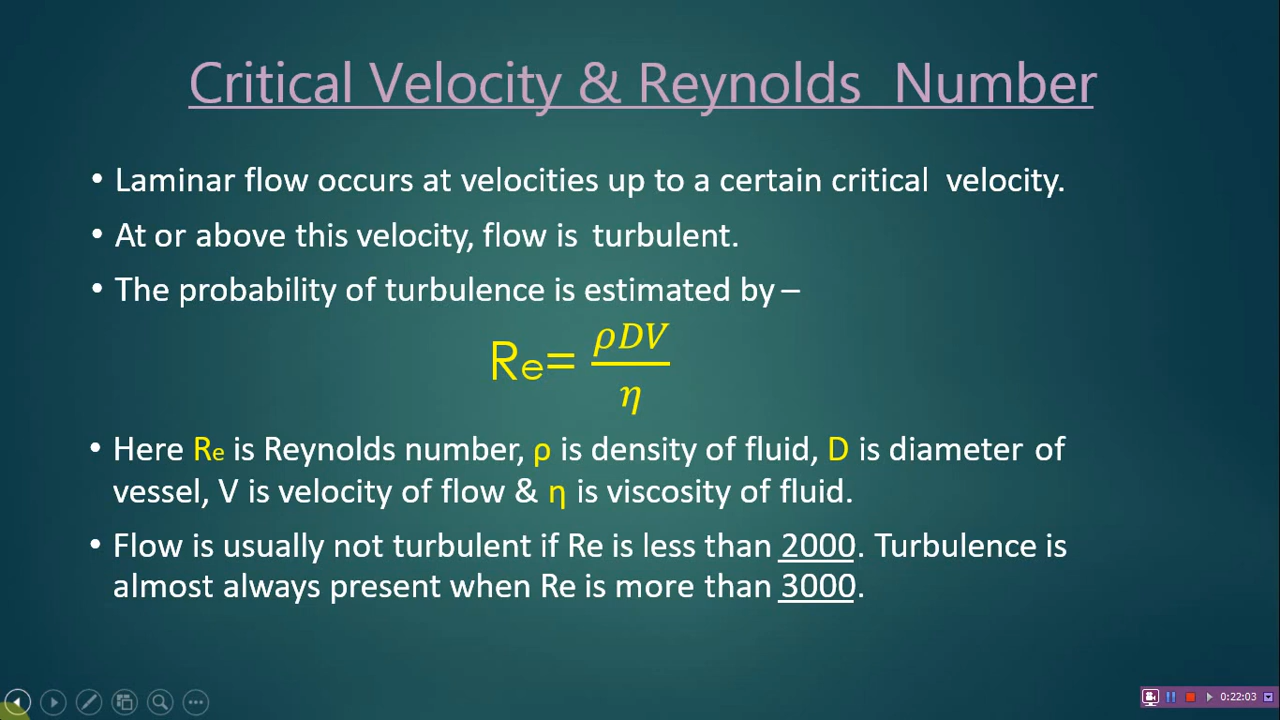 Critical Velocity & Reynolds Number
• Laminar flow occurs at velocities up to a certain critical velocity.
• At or above this velocity, flow is turbulent.
• The probability of turbulence is estimated by –
Re= ρDV/η
• Here Re is Reynolds number, ρ is density of fluid, D is diameter of
vessel, V is velocity of flow & η is viscosity of fluid.
• Flow is usually not turbulent if Re is less than 2000. Turbulence is
almost always present when Re is more than 3000.
0:22:03